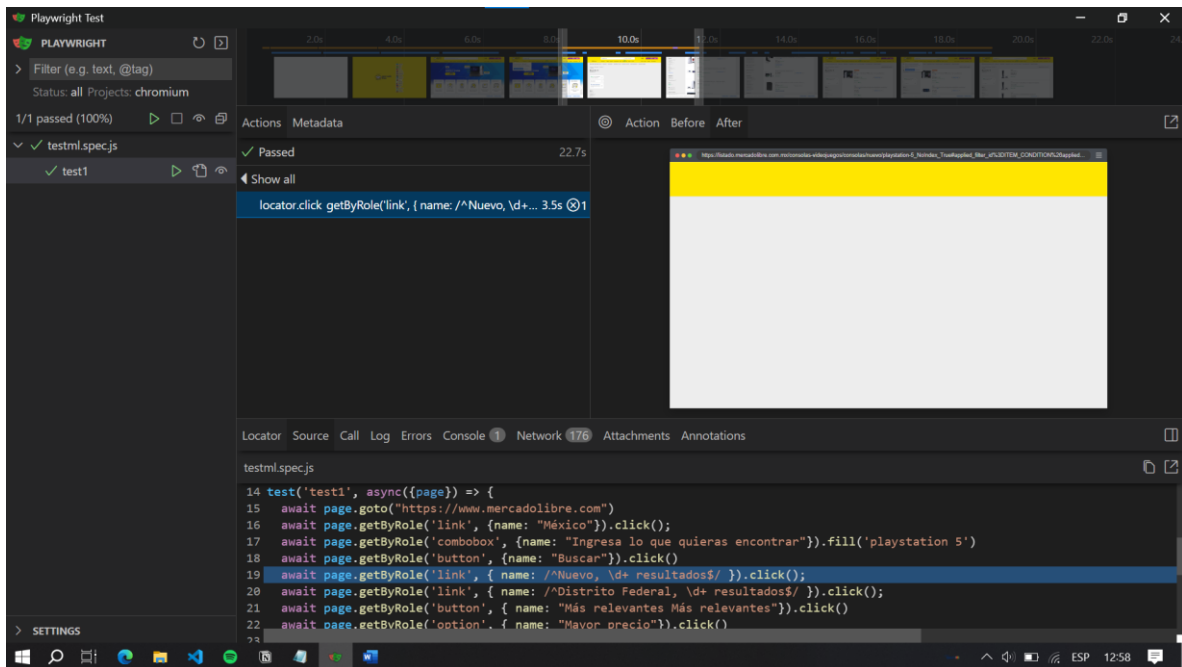 Playwright Test
PLAYWRIGHT
Filter (e.g. text, @tag)
Status: all Projects: chromium
1/1 passed (100%)
testml.spec.js
test1
SETTINGS
2.0s 4.0s 6.0s 8.0s 10.0s 12.0s 14.0s 16.0s 18.0s 20.0s 22.0s 24
Actions Metadata
Passed 22.7s
Show all
locator.click getByRole('link', { name: /^Nuevo, \d+... 3.5s 1
Action Before After
Locator Source Call Log Errors Console 1 Network 176 Attachments Annotations
testml.spec.js
14 test('test1', async({page}) => {
15 await page.goto("https://www.mercadolibre.com")
16 await page.getByRole('link', {name: "México"}).click();
17 await page.getByRole('combobox', {name: "Ingresa lo que quieras encontrar"}).fill('playstation 5')
18 await page.getByRole('button', {name: "Buscar"}).click()
19 await page.getByRole('link', { name: /^Nuevo, \d+ resultados$/ }).click();
20 await page.getByRole('link', { name: /^Distrito Federal, \d+ resultados$/ }).click();
21 await page.getByRole('button', { name: "Más relevantes Más relevantes"}).click()
22 await page.getByRole('option', { name: "Mayor precio"}).click()
23
ESP 12:58